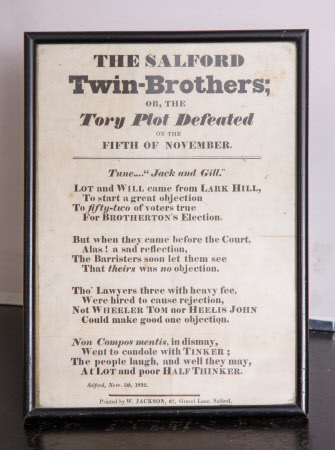 THE SALFORD
Twin-Brothers;
OR, THE
Tory Plot Defeated
ON THE
FIFTH OF NOVEMBER.
Tune...." Jack and Gill."
LOT and WILL came from LARK HILL,
To start a great objection
To fifty-two of voters true
For BROTHERTON'S Election.
But when they came before the Court,
Alas! a sad reflection,
The Barristers soon let them see
That theirs was no objection.
Tho' Lawyers three with heavy fee,
Were hired to cause rejection,
Not WHEELER TOM nor HEELIS JOHN
Could make good one objection.
Non Compos mentis, in dismay,
Went to condole with TINKER;
The people laugh, and well they may,
At LOT and poor HALF THINKER.
Salford, Novr. 5th, 1832.
Printed by W. JACKSON, 67, Gravel Lane, Salford.